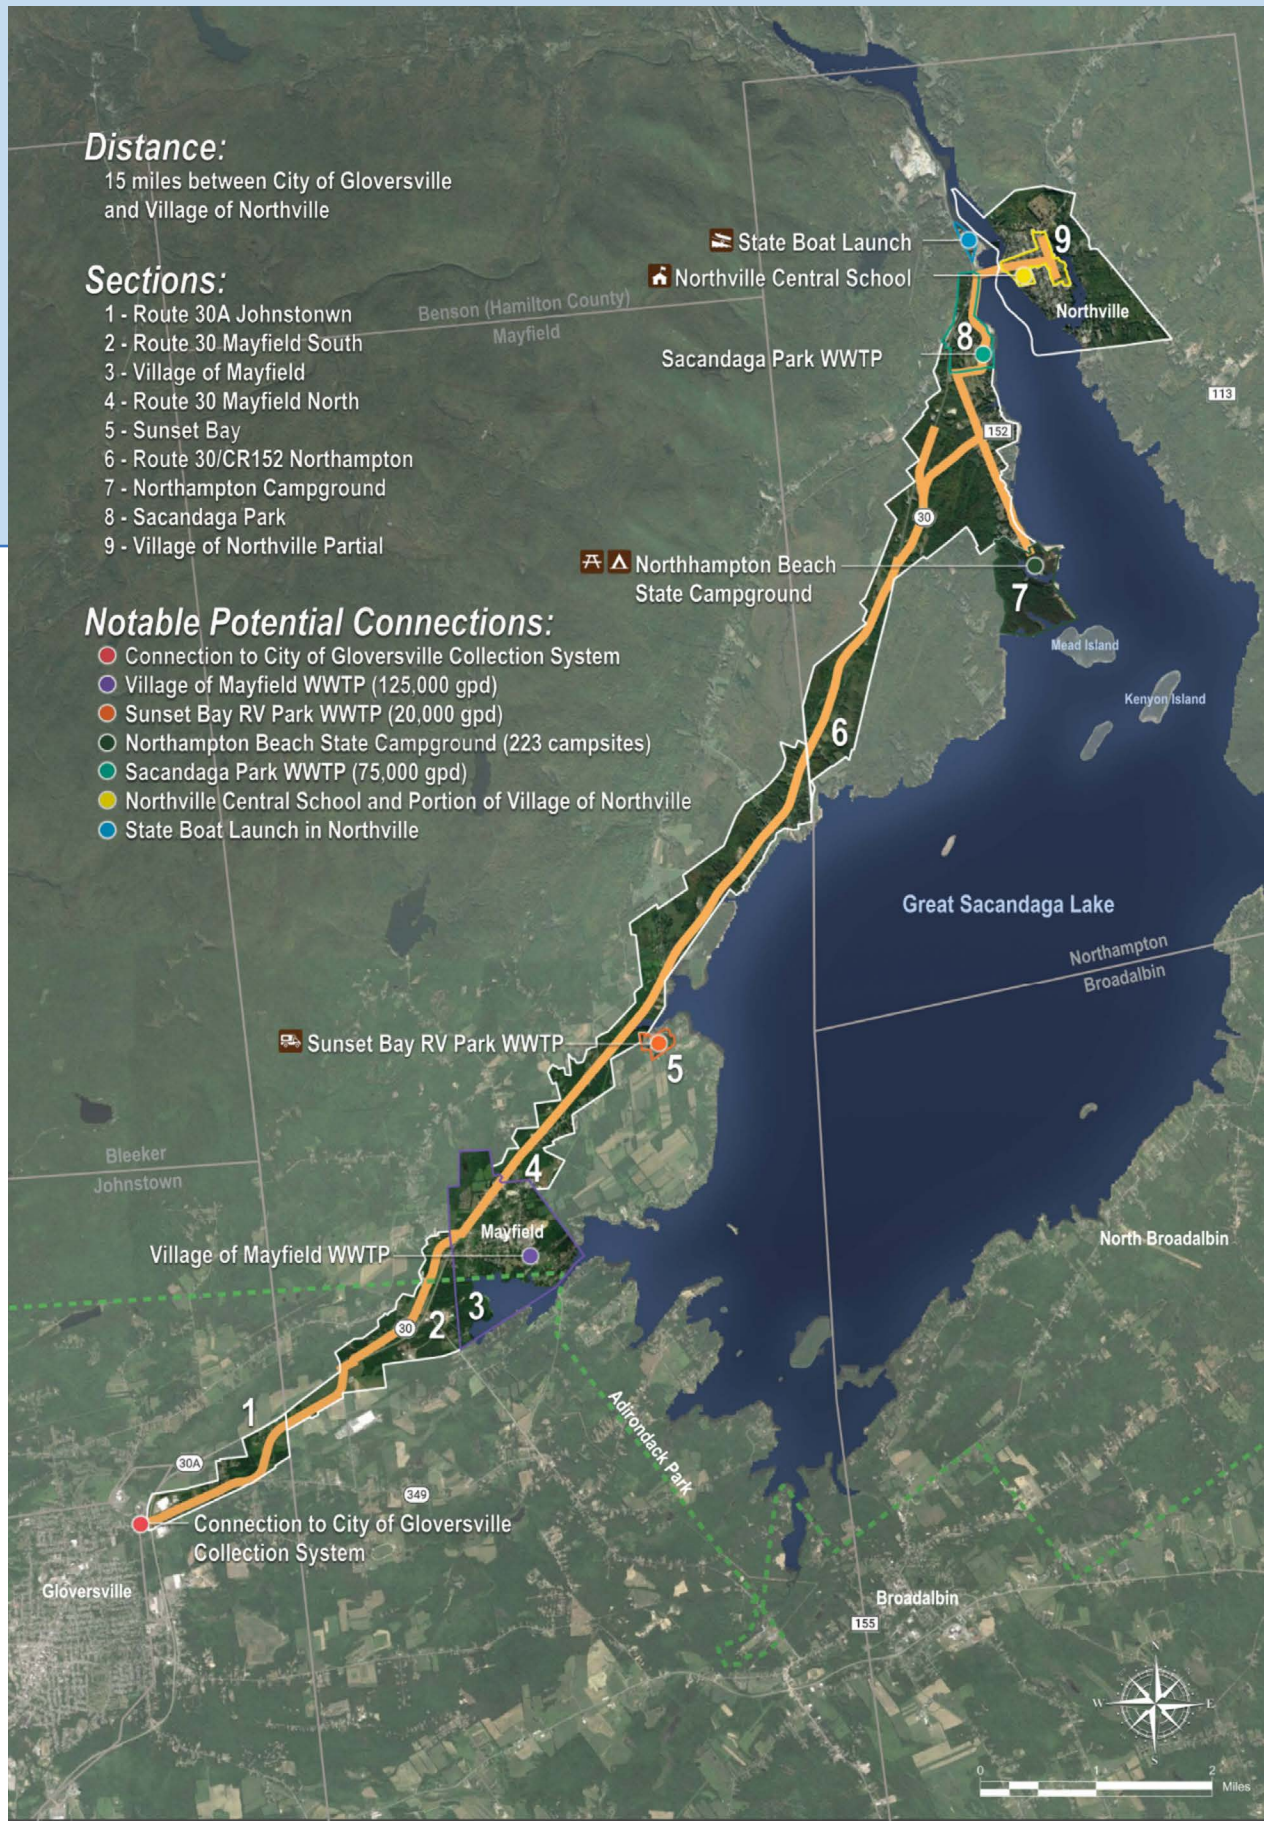 Distance:
15 miles between City of Gloversville
and Village of Northville
Sections:
1 - Route 30A Johnstonwn
2 - Route 30 Mayfield South
3 - Village of Mayfield
4 - Route 30 Mayfield North
5 - Sunset Bay
6 - Route 30/CR152 Northampton
7 - Northampton Campground
8 - Sacandaga Park
9 - Village of Northville Partial
Notable Potential Connections:
Connection to City of Gloversville Collection System
Village of Mayfield WWTP (125,000 gpd)
Sunset Bay RV Park WWTP (20,000 gpd)
Northampton Beach State Campground (223 campsites)
Sacandaga Park WWTP (75,000 gpd)
Northville Central School and Portion of Village of Northville
State Boat Launch in Northville
State Boat Launch
9
Northville Central School
Benson (Hamilton County)
Mayfield
Northville
8
Sacandaga Park WWTP
113
152
30
Northhampton Beach
State Campground
7
Mead Island
Kenyon Island
6
Great Sacandaga Lake
Northampton
Broadalbin
Sunset Bay RV Park WWTP
5
Bleeker
Johnstown
4
Mayfield
North Broadalbin
Village of Mayfield WWTP
3
2
30
1
Adirondack Park
30A
349
Connection to City of Gloversville
Collection System
Gloversville
Broadalbin
155
N
W
E
S
0
1
2
Miles